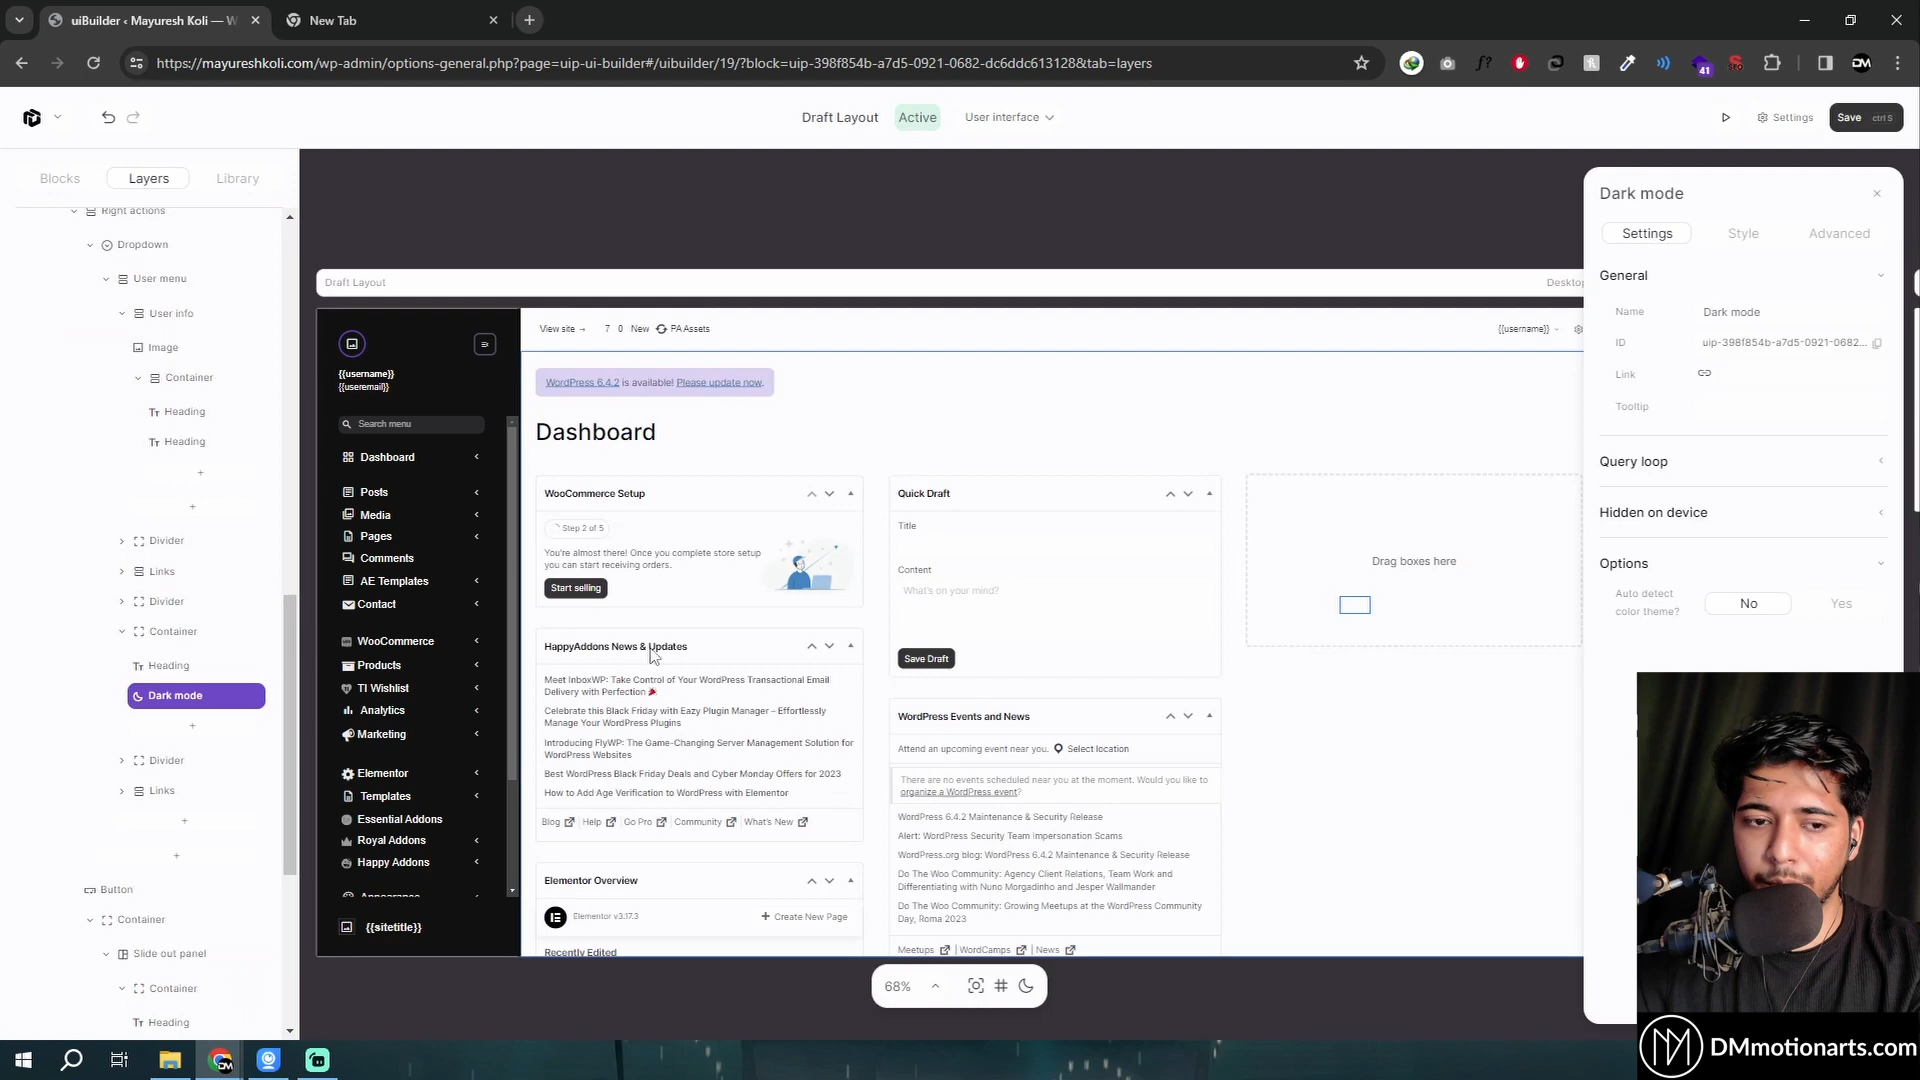 uiBuilder ‹ Mayuresh Koli — W
New Tab
https://mayureshkoli.com/wp-admin/options-general.php?page=uip-ui-builder#/uibuilder/19/?block=uip-398f854b-a7d5-0921-0682-dc6ddc613128&tab=layers
41
DM
Draft Layout
Active
User interface
Settings
Save
ctrl S
Blocks
Layers
Library
Right actions
Dropdown
User menu
User info
Image
Container
Heading
Heading
Divider
Links
Divider
Container
Heading
Dark mode
Divider
Links
Button
Container
Slide out panel
Container
Heading
Draft Layout
{{username}}
{{useremail}}
Search menu
Dashboard
Posts
Media
Pages
Comments
AE Templates
Contact
WooCommerce
Products
TI Wishlist
Analytics
Marketing
Elementor
Templates
Essential Addons
Royal Addons
Happy Addons
Appearance
{{sitetitle}}
View site →
7 0 New
PA Assets
{{username}}
WordPress 6.4.2 is available! Please update now.
Dashboard
WooCommerce Setup
Step 2 of 5
You're almost there! Once you complete store setup
you can start receiving orders.
Start selling
HappyAddons News & Updates
Meet InboxWP: Take Control of Your WordPress Transactional Email
Delivery with Perfection
Celebrate this Black Friday with Eazy Plugin Manager – Effortlessly
Manage Your WordPress Plugins
Introducing FlyWP: The Game-Changing Server Management Solution for
WordPress Websites
Best WordPress Black Friday Deals and Cyber Monday Offers for 2023
How to Add Age Verification to WordPress with Elementor
Blog | Help | Go Pro | Community | What's New
Elementor Overview
Elementor v3.17.3
+ Create New Page
Recently Edited
Quick Draft
Title
Content
What's on your mind?
Save Draft
WordPress Events and News
Attend an upcoming event near you. Select location
There are no events scheduled near you at the moment. Would you like to
organize a WordPress event?
WordPress 6.4.2 Maintenance & Security Release
Alert: WordPress Security Team Impersonation Scams
WordPress.org blog: WordPress 6.4.2 Maintenance & Security Release
Do The Woo Community: Agency Client Relations, Team Work and
Differentiating with Nuno Morgadinho and Jesper Wallmander
Do The Woo Community: Growing Meetups at the WordPress Community
Day, Roma 2023
Meetups | WordCamps | News
Drag boxes here
68%
Dark mode
Settings
Style
Advanced
General
Name
Dark mode
ID
uip-398f854b-a7d5-0921-0682...
Link
Tooltip
Query loop
Hidden on device
Options
Auto detect
color theme?
No
Yes
DMmotionarts.com